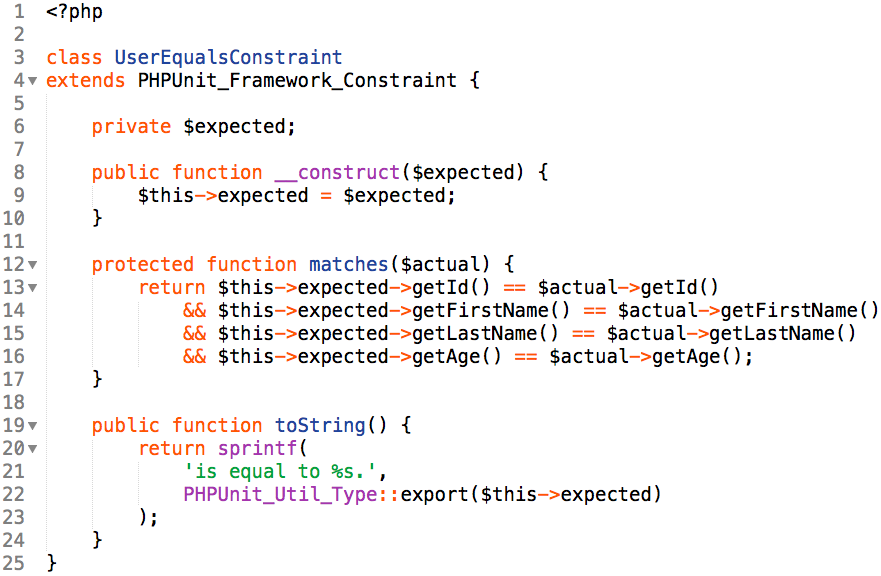 1 <?php
2
3 class UserEqualsConstraint
4 extends PHPUnit_Framework_Constraint {
5
6     private $expected;
7
8     public function __construct($expected) {
9         $this->expected = $expected;
10     }
11
12     protected function matches($actual) {
13         return $this->expected->getId() == $actual->getId()
14             && $this->expected->getFirstName() == $actual->getFirstName()
15             && $this->expected->getLastName() == $actual->getLastName()
16             && $this->expected->getAge() == $actual->getAge();
17     }
18
19     public function toString() {
20         return sprintf(
21             'is equal to %s.',
22             PHPUnit_Util_Type::export($this->expected)
23         );
24     }
25 }